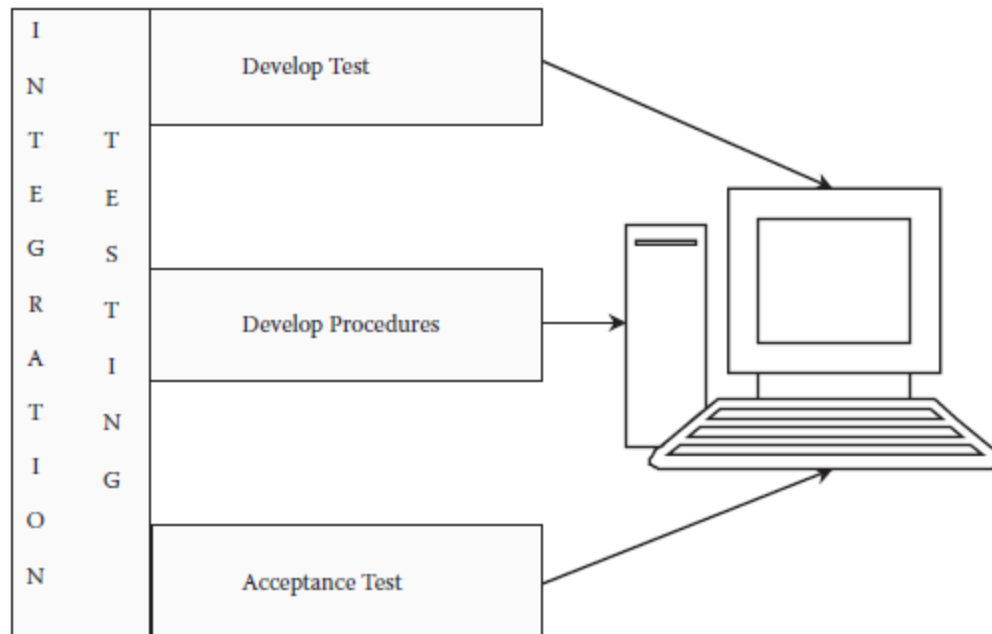 INTEGRATION
TESTING
Develop Test
Develop Procedures
Acceptance Test